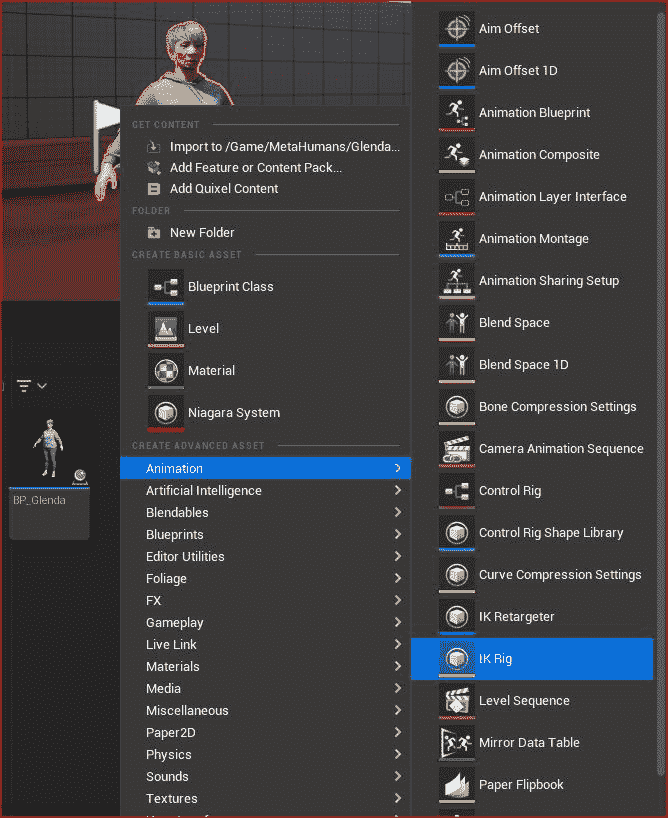 GET CONTENT
Import to /Game/MetaHumans/Glenda...
Add Feature or Content Pack...
Add Quixel Content
FOLDER
New Folder
CREATE BASIC ASSET
Blueprint Class
Level
Material
Niagara System
CREATE ADVANCED ASSET
Animation
Artificial Intelligence
Blendables
Blueprints
Editor Utilities
Foliage
FX
Gameplay
Live Link
Materials
Media
Miscellaneous
Paper2D
Physics
Sounds
Textures
BP_Glenda
Aim Offset
Aim Offset 1D
Animation Blueprint
Animation Composite
Animation Layer Interface
Animation Montage
Animation Sharing Setup
Blend Space
Blend Space 1D
Bone Compression Settings
Camera Animation Sequence
Control Rig
Control Rig Shape Library
Curve Compression Settings
IK Retargeter
IK Rig
Level Sequence
Mirror Data Table
Paper Flipbook